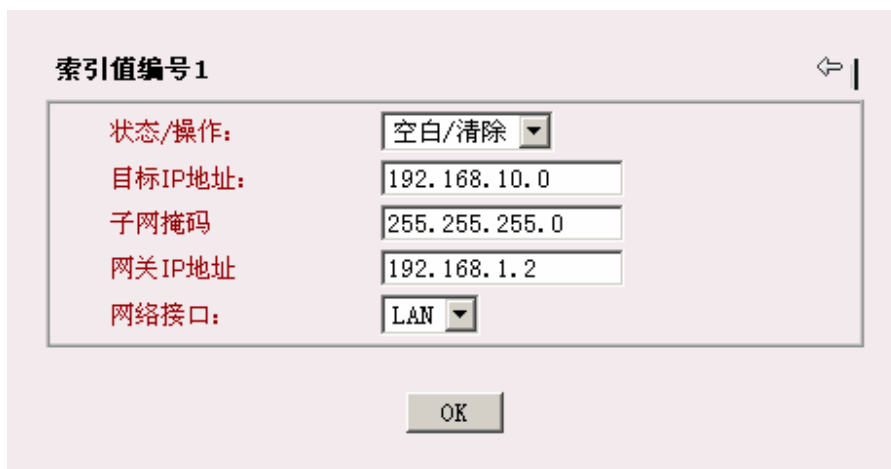 索引值编号1
状态/操作: 空白/清除
目标IP地址: 192.168.10.0
子网掩码 255.255.255.0
网关IP地址 192.168.1.2
网络接口: LAN
OK